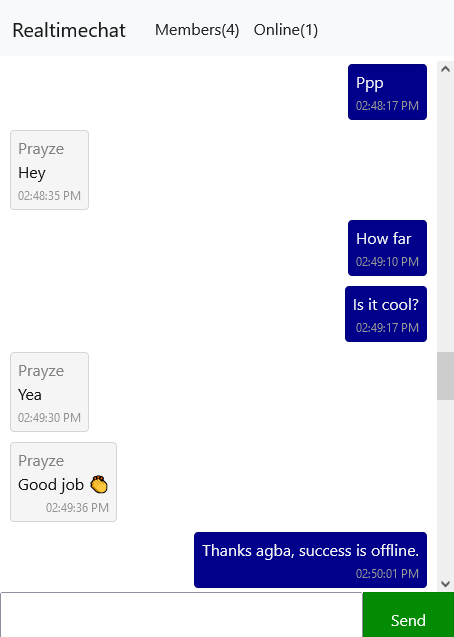 Realtimechat Members(4) Online(1)
Ppp
02:48:17 PM
Prayze
Hey
02:48:35 PM
How far
02:49:10 PM
Is it cool?
02:49:17 PM
Prayze
Yea
02:49:30 PM
Prayze
Good job 👏
02:49:36 PM
Thanks agba, success is offline.
02:50:01 PM
Send